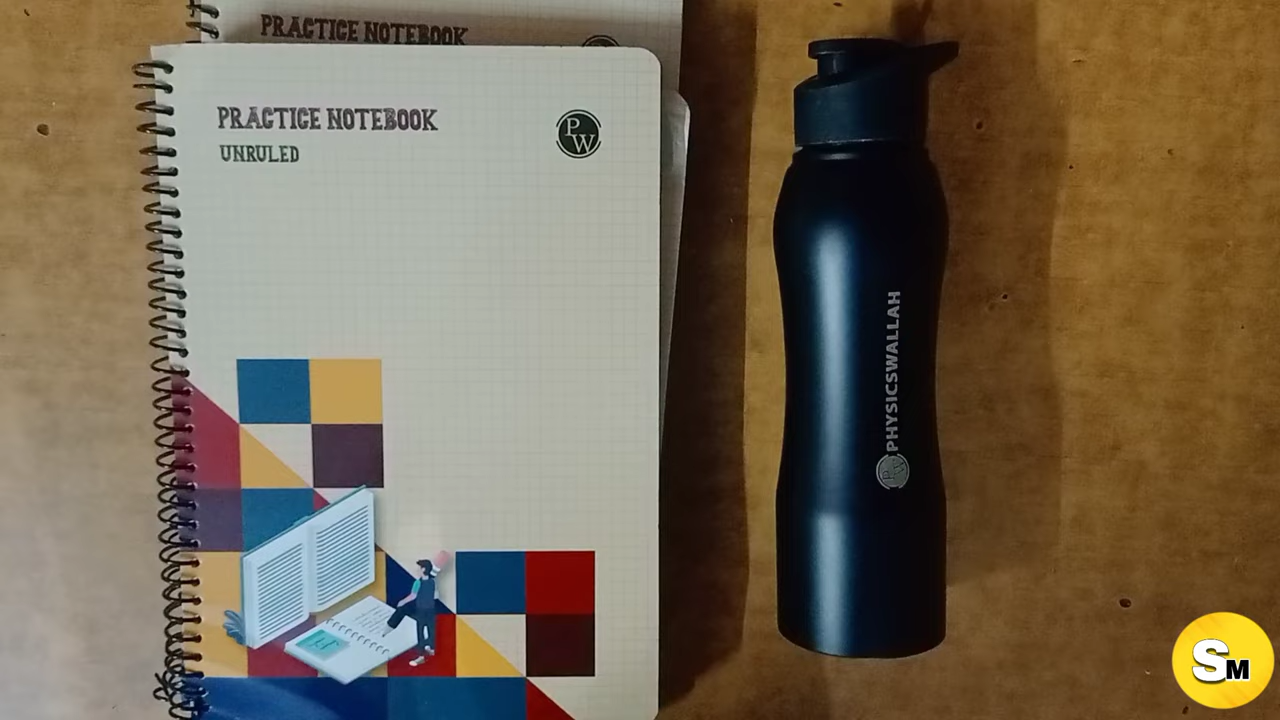 PRACTICE NOTEBOOK
PRACTICE NOTEBOOK
PW
UNRULED
PW PHYSICSWALLAH
SM